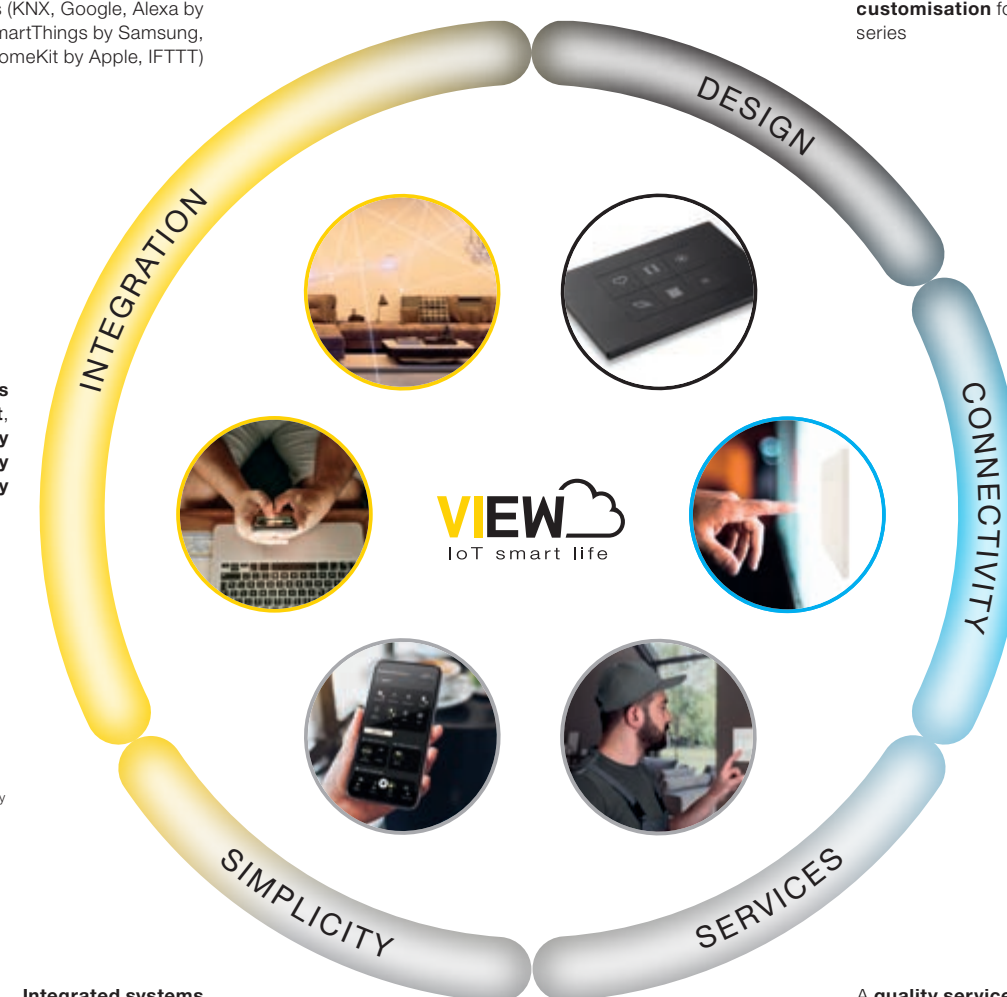 (KNX, Google, Alexa by
martThings by Samsung,
omeKit by Apple, IFTTT)
customisation
series
DESIGN
INTEGRATION
CONNECTIVITY
VIEW
IoT smart life
SIMPLICITY
SERVICES
Integrated systems
A quality service